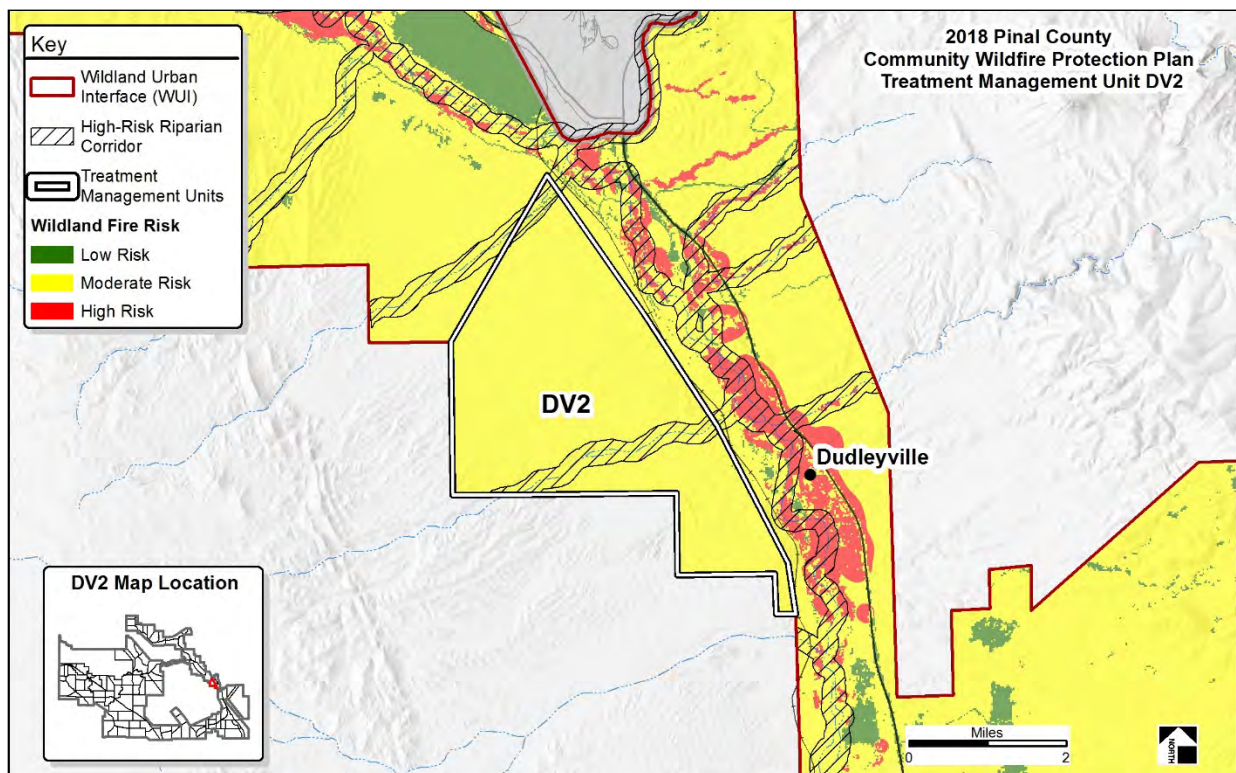 2018 Pinal County
Community Wildfire Protection Plan
Treatment Management Unit DV2
Key
Wildland Urban
Interface (WUI)
High-Risk Riparian
Corridor
Treatment
Management Units
Wildland Fire Risk
Low Risk
Moderate Risk
High Risk
DV2
Dudleyville
DV2 Map Location
Miles
0
2
NORTH